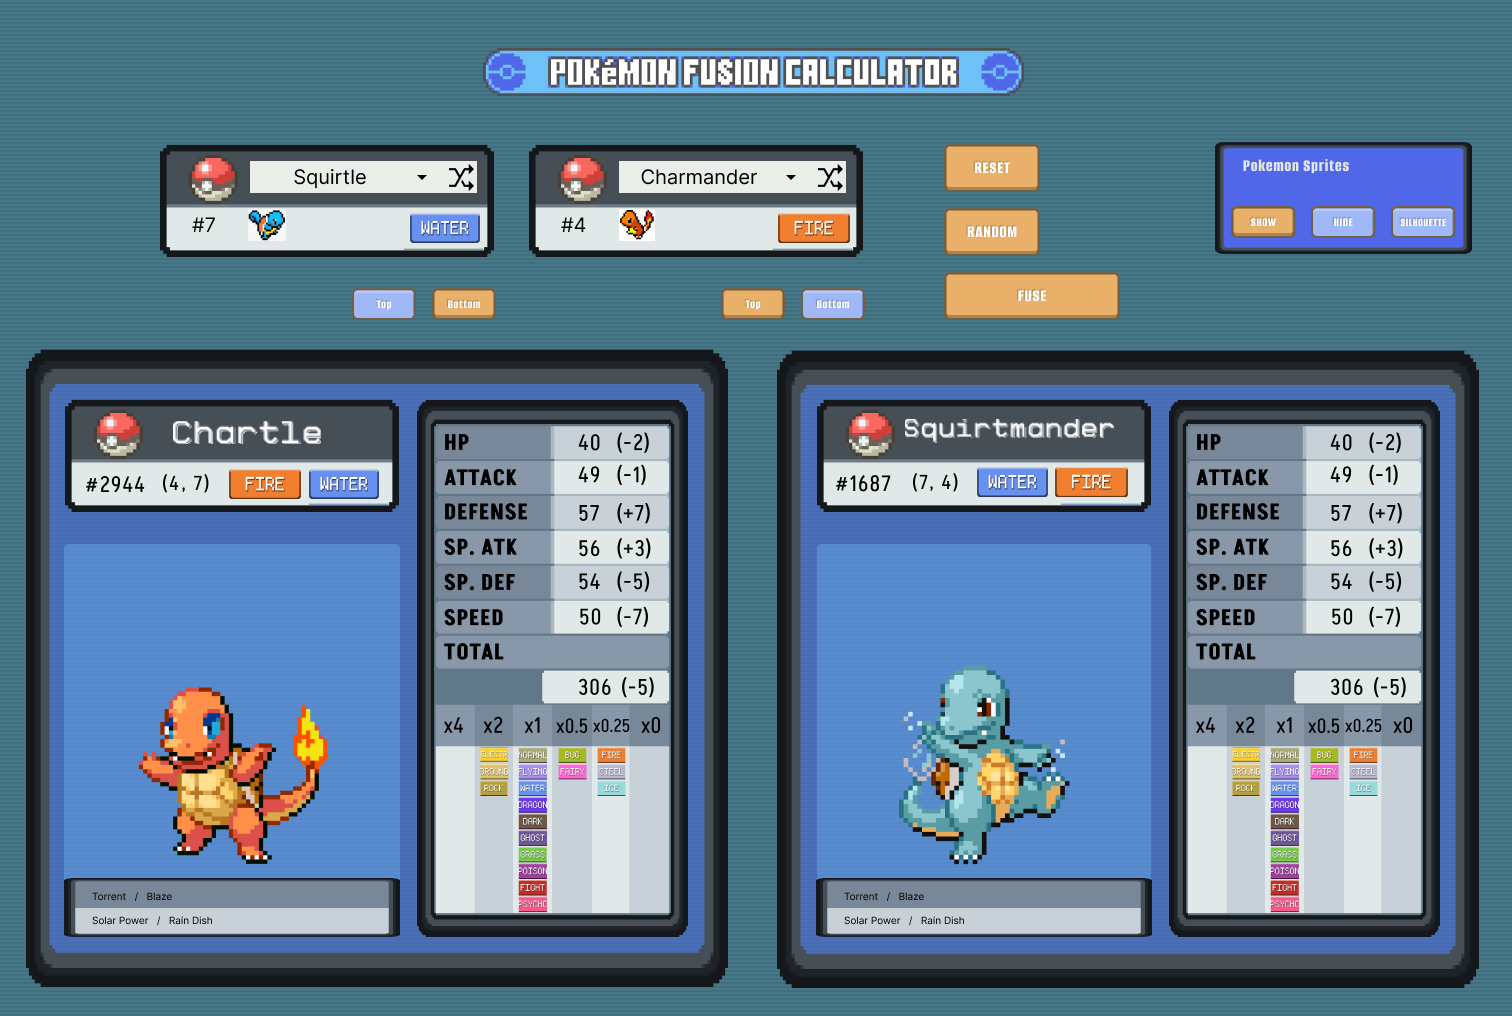 POKéMON FUSION CALCULATOR
Squirtle
#7 WATER
Charmander
#4 FIRE
RESET
RANDOM
FUSE
Pokemon Sprites
SHOW HIDE SILHOUETTE
Top Bottom
Top Bottom
Chartle
#2944 (4, 7) FIRE WATER
Torrent / Blaze
Solar Power / Rain Dish
HP 40 (-2)
ATTACK 49 (-1)
DEFENSE 57 (+7)
SP. ATK 56 (+3)
SP. DEF 54 (-5)
SPEED 50 (-7)
TOTAL
306 (-5)
x4 x2 x1 x0.5 x0.25 x0
ELECTR NORMAL BUG FIRE
GROUND FLYING FAIRY STEEL
ROCK WATER ICE
DRAGON
DARK
GHOST
GRASS
POISON
FIGHT
PSYCHC
Squirtmander
#1687 (7, 4) WATER FIRE
Torrent / Blaze
Solar Power / Rain Dish
HP 40 (-2)
ATTACK 49 (-1)
DEFENSE 57 (+7)
SP. ATK 56 (+3)
SP. DEF 54 (-5)
SPEED 50 (-7)
TOTAL
306 (-5)
x4 x2 x1 x0.5 x0.25 x0
ELECTR NORMAL BUG FIRE
GROUND FLYING FAIRY STEEL
ROCK WATER ICE
DRAGON
DARK
GHOST
GRASS
POISON
FIGHT
PSYCHC